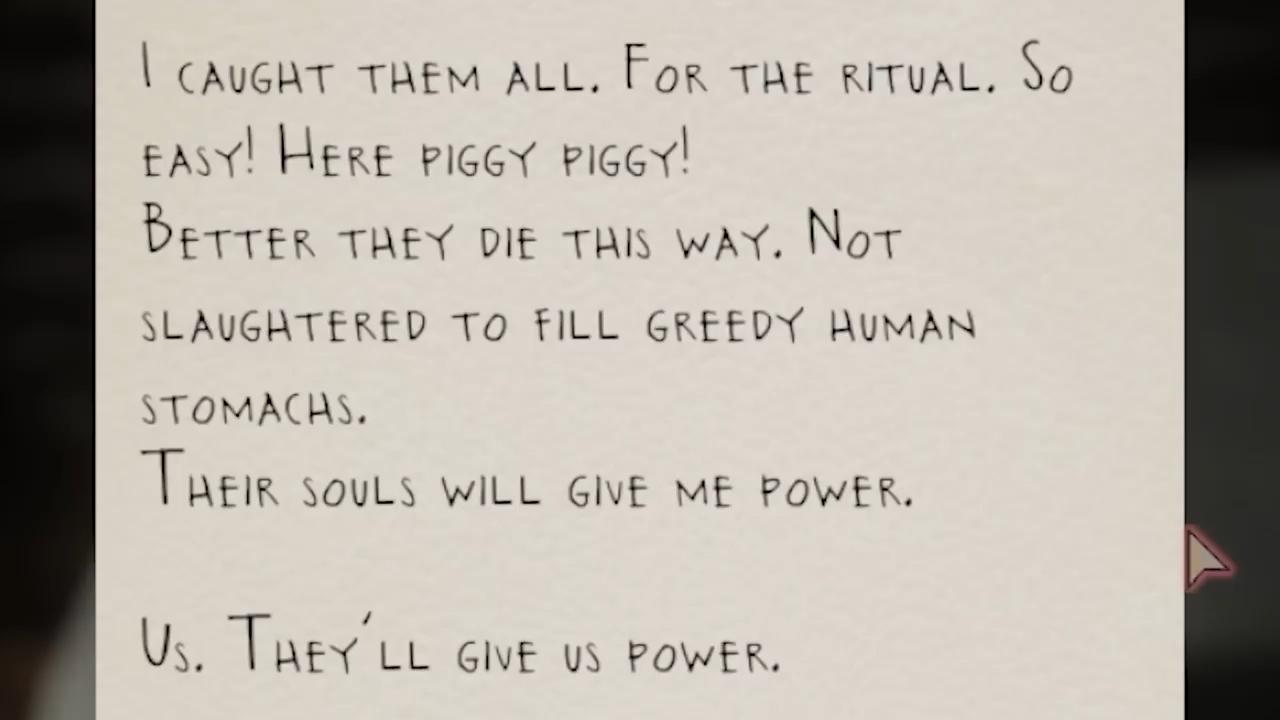 I caught them all. For the ritual. So
easy! Here piggy piggy!
Better they die this way. Not
slaughtered to fill greedy human
stomachs.
Their souls will give me power.
Us. They'll give us power.